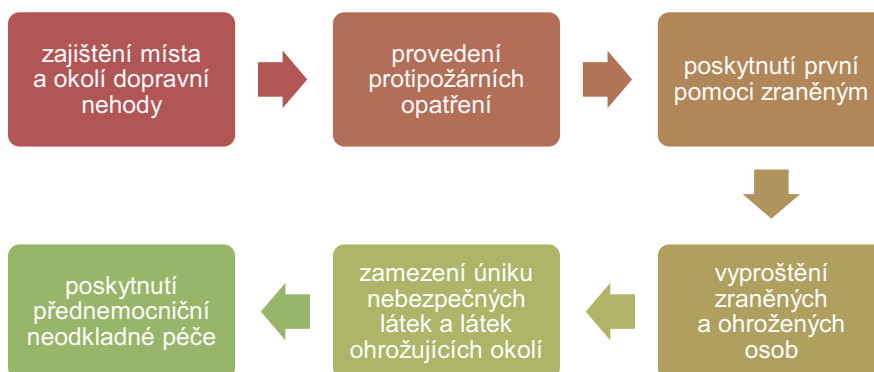 zajištění místa
a okolí dopravní
nehody
provedení
protipožárních
opatření
poskytnutí první
pomoci zraněným
vyproštění
zraněných
a ohrožených
osob
zamezení úniku
nebezpečných
látek a látek
ohrožujících okolí
poskytnutí
přednemocniční
neodkladné péče